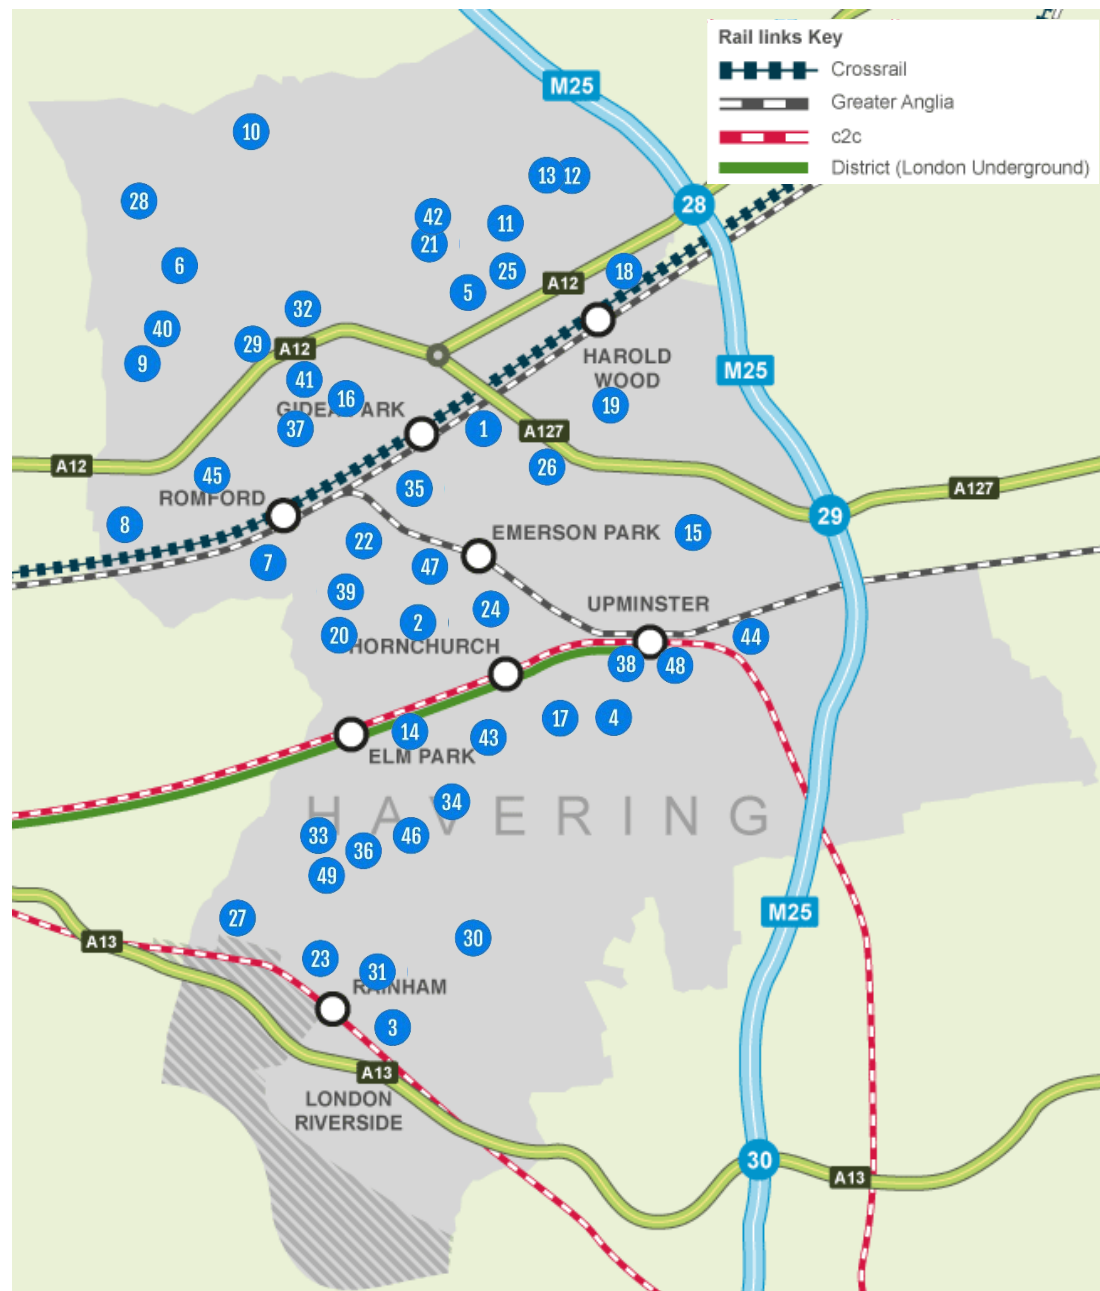 Rail links Key
Crossrail
Greater Anglia
c2c
District (London Underground)
M25
10
13
12
28
28
42
11
21
6
25
18
5
A12
32
40
29
A12
HAROLD
WOOD
9
M25
41
16
19
GIDEA PARK
37
1
A127
A12
45
26
35
A127
ROMFORD
8
29
EMERSON PARK
15
22
7
47
39
24
UPMINSTER
2
20
44
HORNCHURCH
38
48
17
4
14
43
ELM PARK
34
HAVERING
33
46
36
49
M25
27
30
A13
23
31
RAINHAM
3
A13
LONDON
RIVERSIDE
30
A13